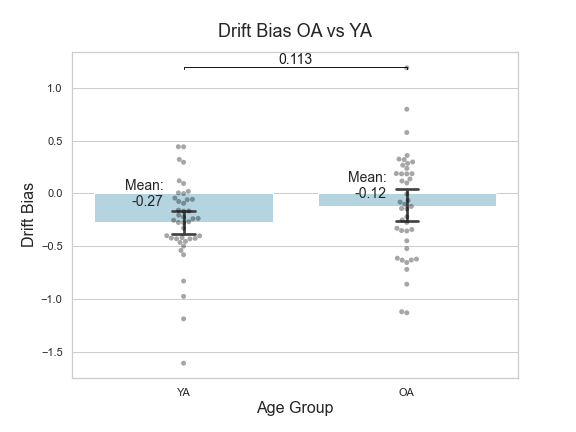 Drift Bias OA vs YA
0.113
1.0
0.5
0.0
−0.5
−1.0
−1.5
Drift Bias
Mean:
-0.27
Mean:
-0.12
YA
OA
Age Group